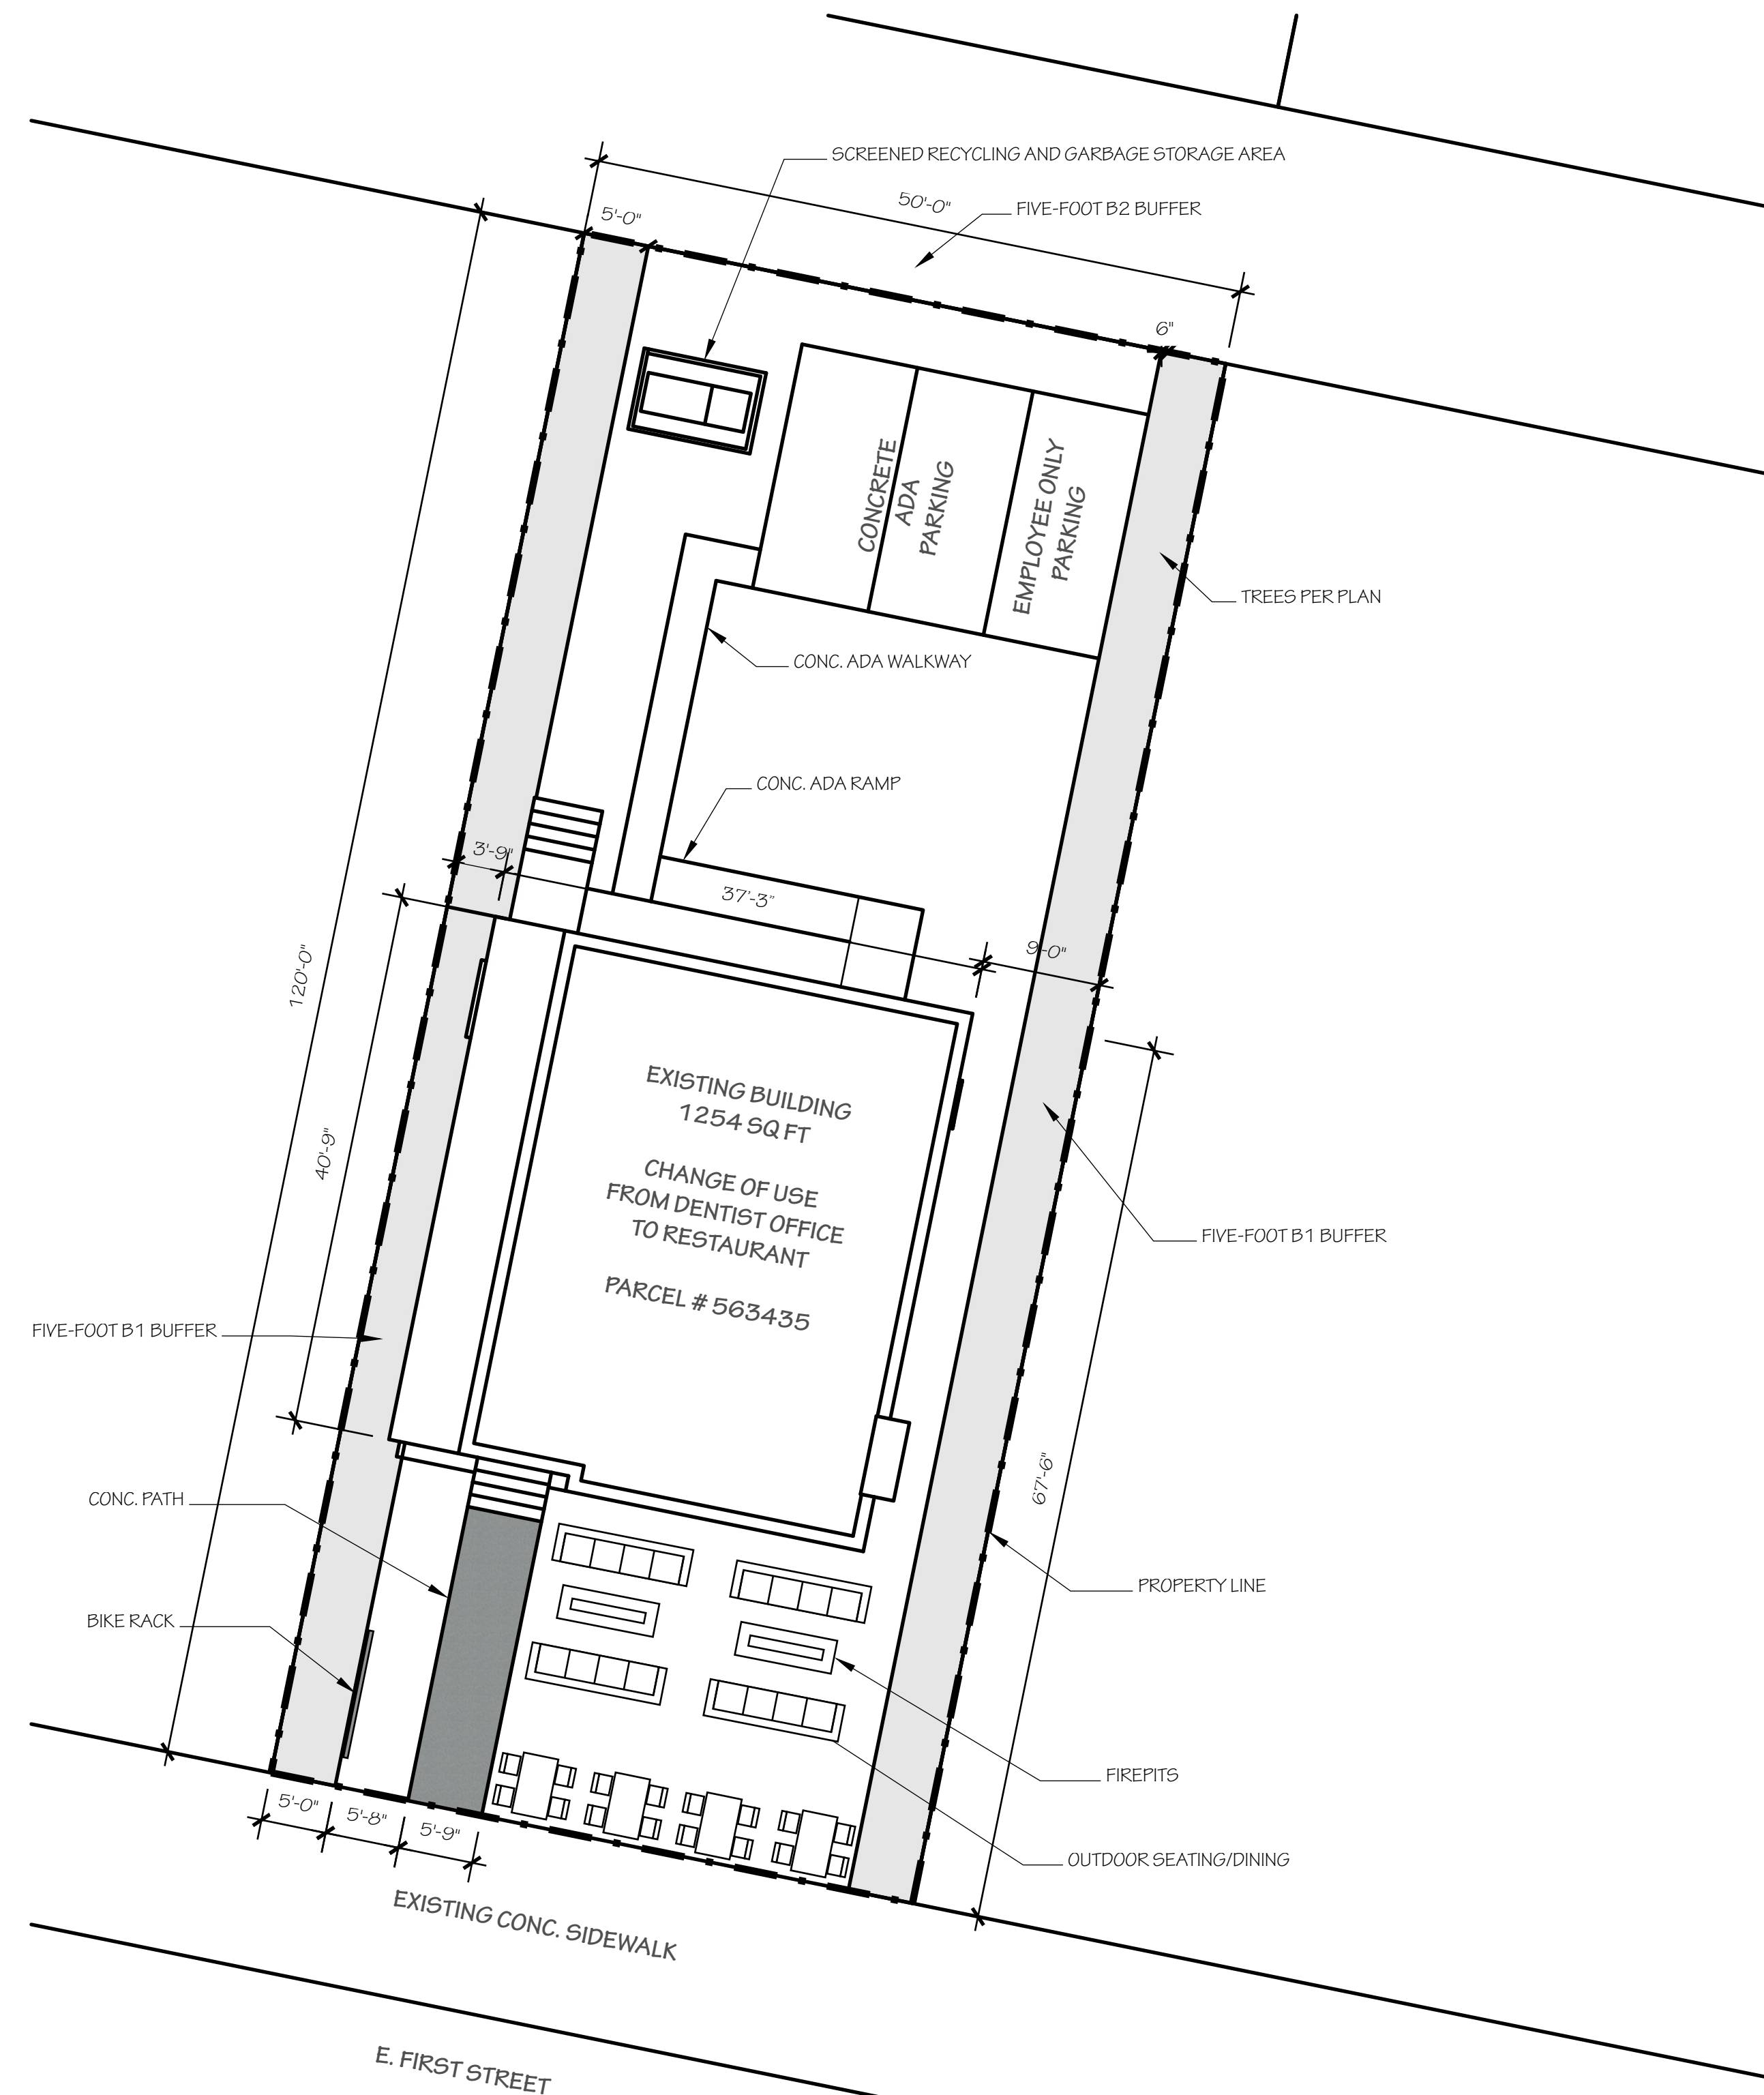 SCREENED RECYCLING AND GARBAGE STORAGE AREA
50'-0"
FIVE-FOOT B2 BUFFER
5'-0"
6"
CONCRETE
ADA
PARKING
EMPLOYEE ONLY
PARKING
TREES PER PLAN
CONC. ADA WALKWAY
CONC. ADA RAMP
3'-9"
37'-3"
9'-0"
120'-0"
40'-9"
EXISTING BUILDING
1254 SQ FT
CHANGE OF USE
FROM DENTIST OFFICE
TO RESTAURANT
PARCEL # 563435
FIVE-FOOT B1 BUFFER
FIVE-FOOT B1 BUFFER
67'-6"
CONC. PATH
PROPERTY LINE
BIKE RACK
FIREPITS
5'-0"
5'-8"
5'-9"
OUTDOOR SEATING/DINING
EXISTING CONC. SIDEWALK
E. FIRST STREET